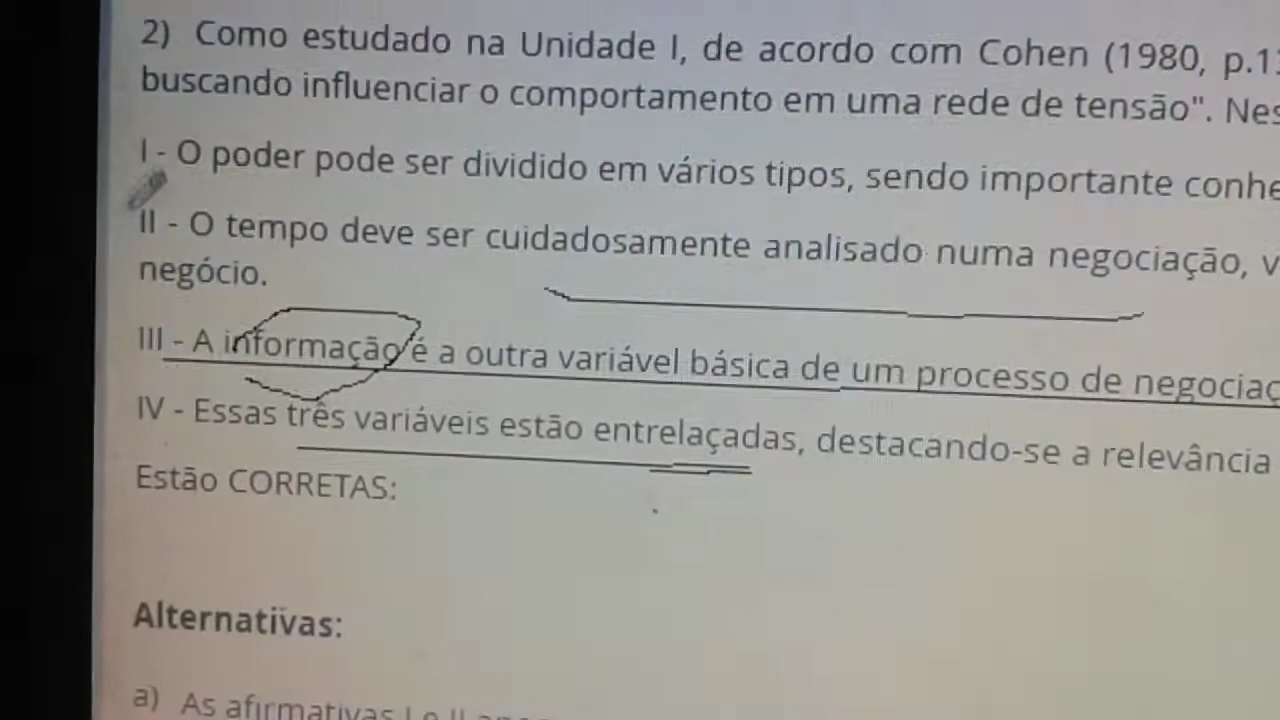 2) Como estudado na Unidade I, de acordo com Cohen (1980, p.1
buscando influenciar o comportamento em uma rede de tensão". Nes
I - O poder pode ser dividido em vários tipos, sendo importante conhe
II - O tempo deve ser cuidadosamente analisado numa negociação, v
negócio.
III - A informação é a outra variável básica de um processo de negociaç
IV - Essas três variáveis estão entrelaçadas, destacando-se a relevância
Estão CORRETAS:
Alternativas:
a) As afirmativas I e II